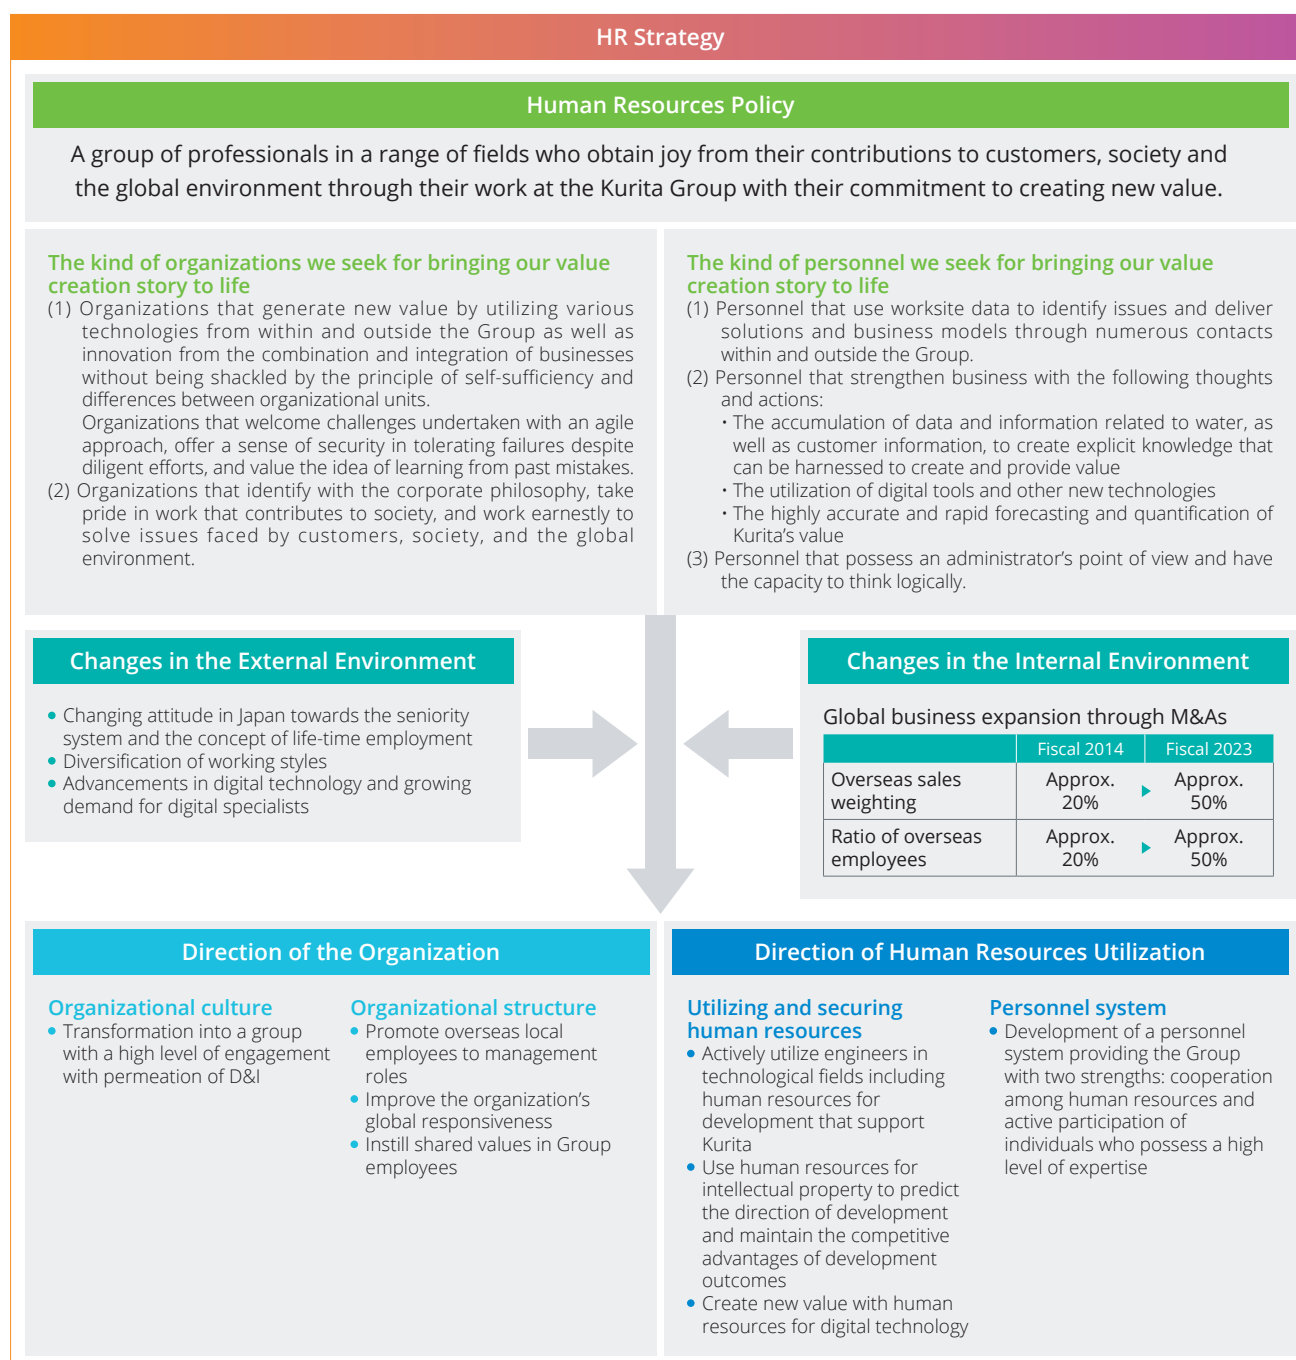 HR Strategy
Human Resources Policy
A group of professionals in a range of fields who obtain joy from their contributions to customers, society and
the global environment through their work at the Kurita Group with their commitment to creating new value.
The kind of organizations we seek for bringing our value
creation story to life
(1) Organizations that generate new value by utilizing various
technologies from within and outside the Group as well as
innovation from the combination and integration of businesses
without being shackled by the principle of self-sufficiency and
differences between organizational units.
Organizations that welcome challenges undertaken with an agile
approach, offer a sense of security in tolerating failures despite
diligent efforts, and value the idea of learning from past mistakes.
(2) Organizations that identify with the corporate philosophy, take
pride in work that contributes to society, and work earnestly to
solve issues faced by customers, society, and the global
environment.
The kind of personnel we seek for bringing our value
creation story to life
(1) Personnel that use worksite data to identify issues and deliver
solutions and business models through numerous contacts
within and outside the Group.
(2) Personnel that strengthen business with the following thoughts
and actions:
・The accumulation of data and information related to water, as
well as customer information, to create explicit knowledge that
can be harnessed to create and provide value
・The utilization of digital tools and other new technologies
・The highly accurate and rapid forecasting and quantification of
Kurita's value
(3) Personnel that possess an administrator's point of view and have
the capacity to think logically.
Changes in the External Environment
• Changing attitude in Japan towards the seniority
system and the concept of life-time employment
• Diversification of working styles
• Advancements in digital technology and growing
demand for digital specialists
Changes in the Internal Environment
Global business expansion through M&As
Fiscal 2014 Fiscal 2023
Overseas sales
weighting
Approx.
20%
Approx.
50%
Ratio of overseas
employees
Approx.
20%
Approx.
50%
Direction of the Organization
Organizational culture
• Transformation into a group
with a high level of engagement
with permeation of D&I
Organizational structure
• Promote overseas local
employees to management
roles
• Improve the organization's
global responsiveness
• Instill shared values in Group
employees
Direction of Human Resources Utilization
Utilizing and securing
human resources
• Actively utilize engineers in
technological fields including
human resources for
development that support
Kurita
• Use human resources for
intellectual property to predict
the direction of development
and maintain the competitive
advantages of development
outcomes
• Create new value with human
resources for digital technology
Personnel system
• Development of a personnel
system providing the Group
with two strengths: cooperation
among human resources and
active participation of
individuals who possess a high
level of expertise